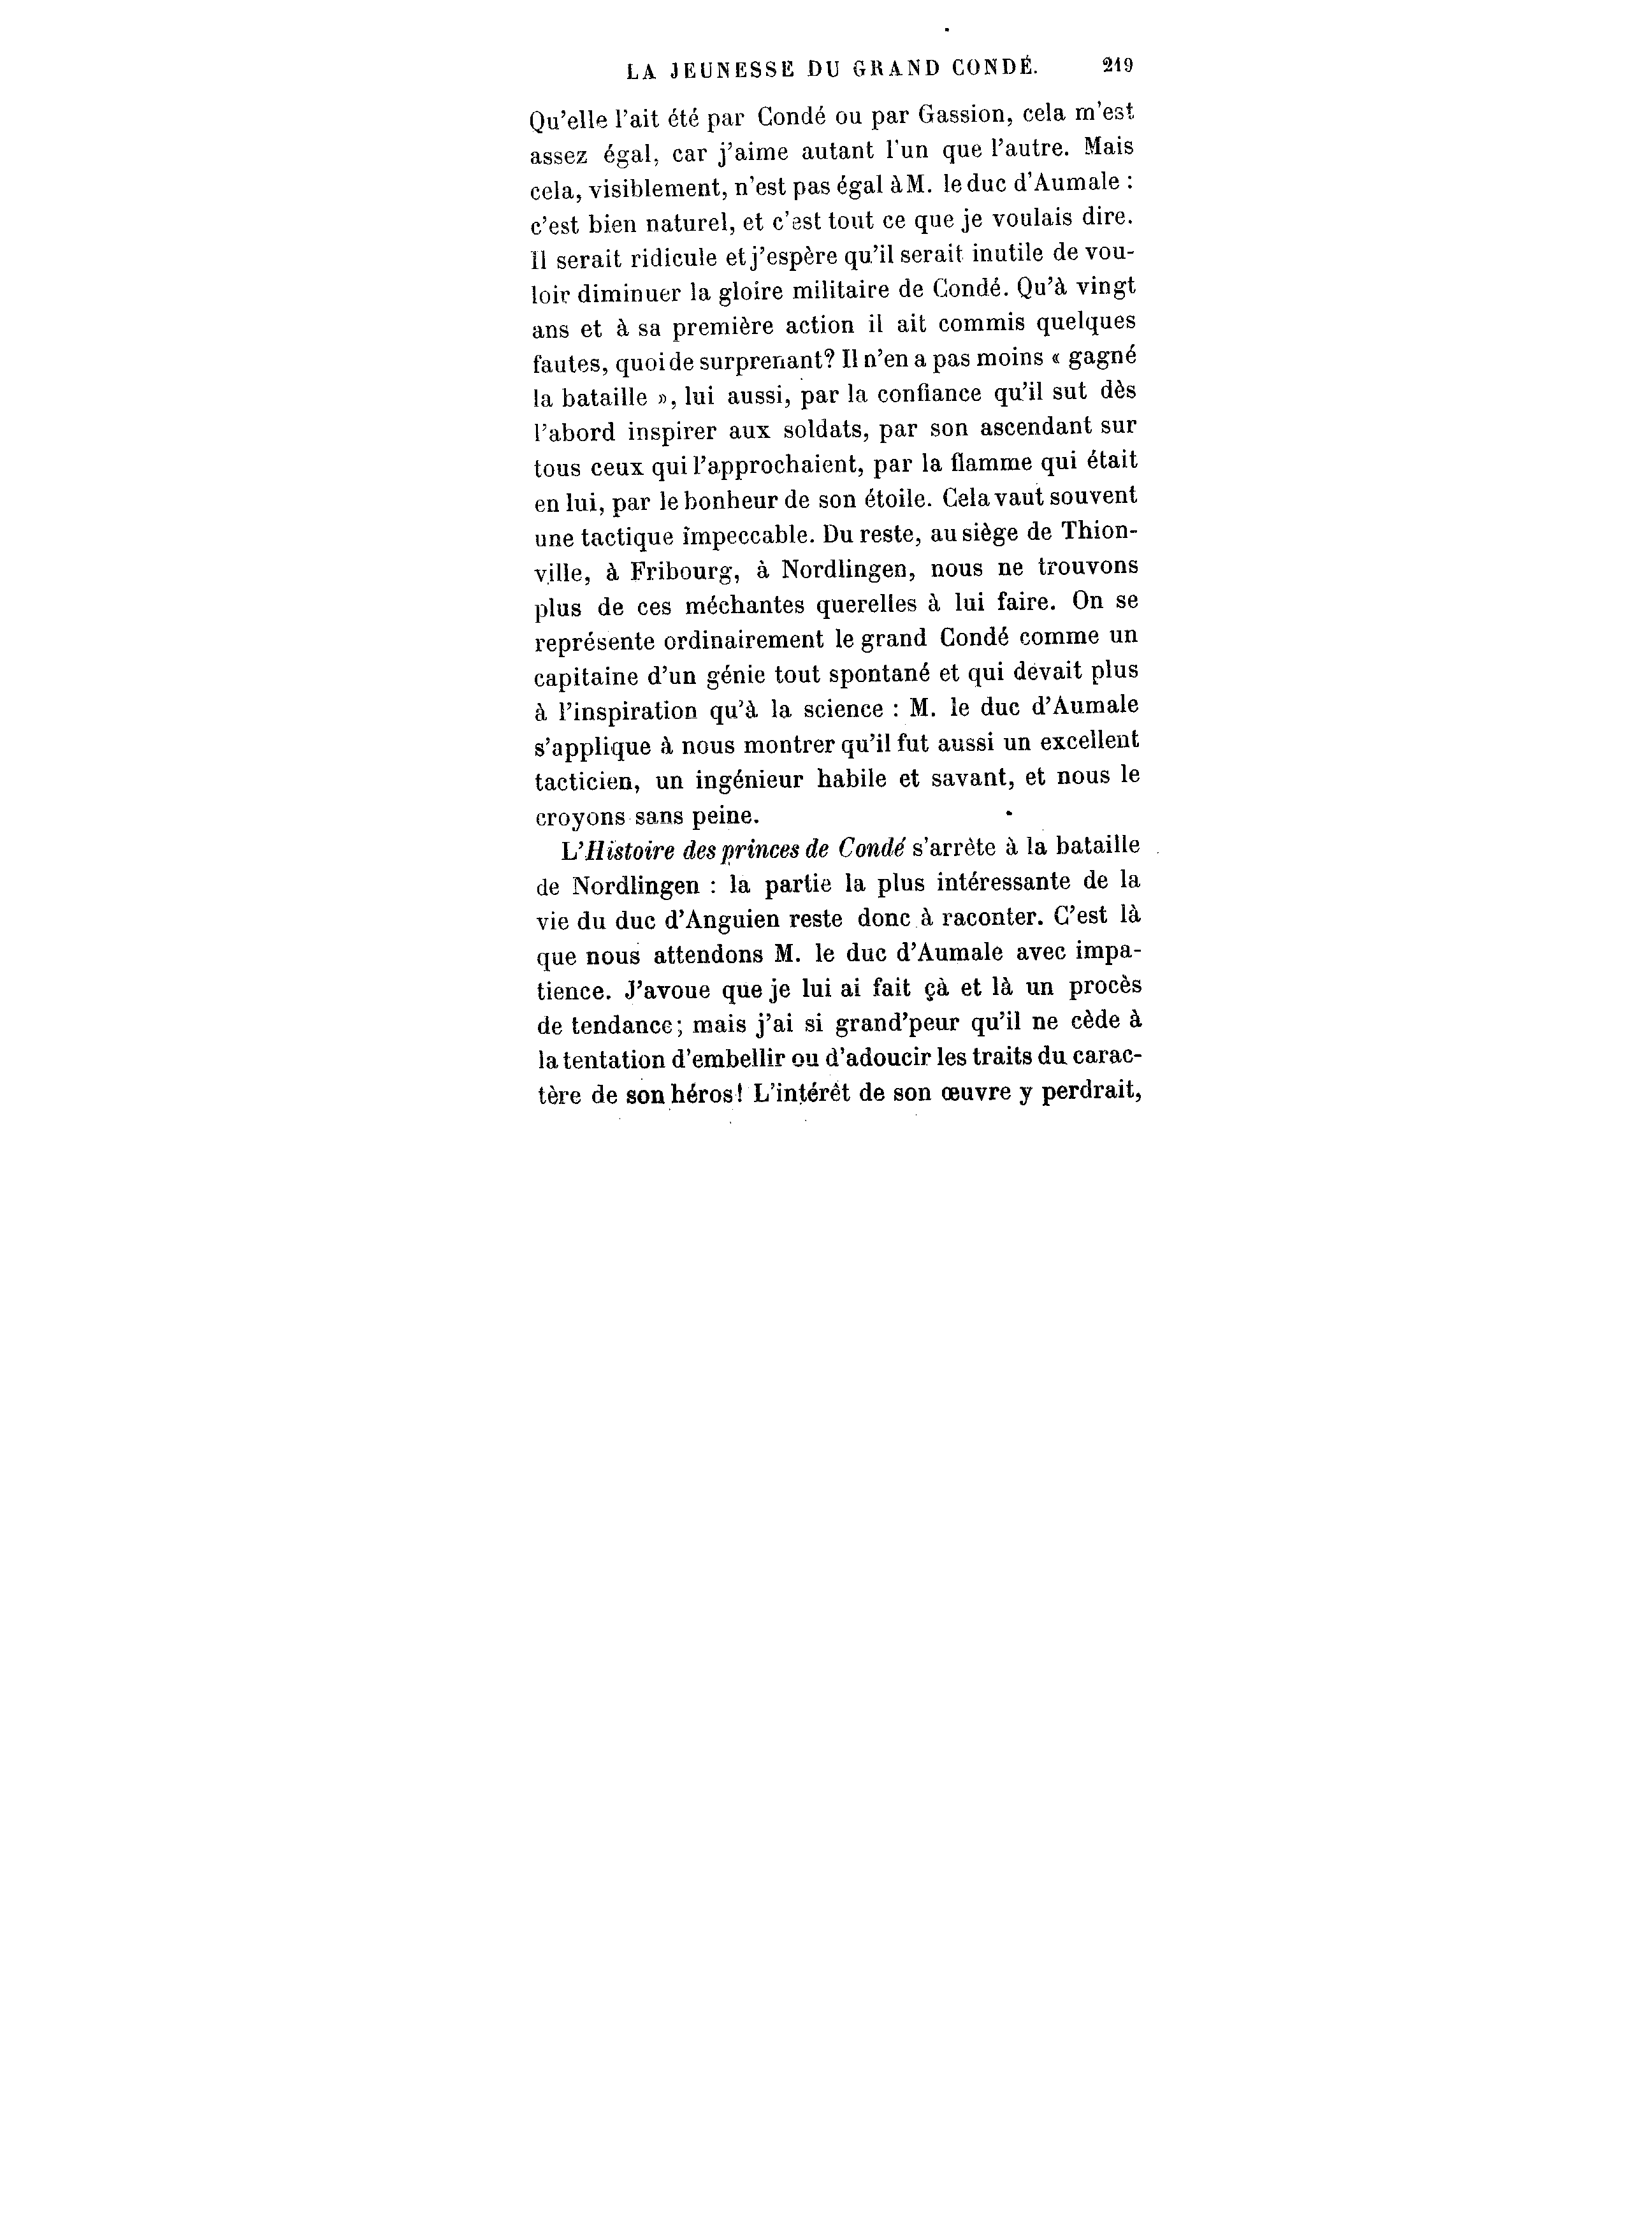 LA JEUNESSE DU GRAND CONDÉ. 219
Qu'elle l'ait été par Condé ou par Gassion, cela m'est
assez égal, car j'aime autant l'un que l'autre. Mais
cela, visiblement, n'est pas égal à M. le duc d'Aumale :
c'est bien naturel, et c'est tout ce que je voulais dire.
Il serait ridicule et j'espère qu'il serait inutile de vou-
loir diminuer la gloire militaire de Condé. Qu'à vingt
ans et à sa première action il ait commis quelques
fautes, quoi de surprenant? Il n'en a pas moins « gagné
la bataille », lui aussi, par la confiance qu'il sut dès
l'abord inspirer aux soldats, par son ascendant sur
tous ceux qui l'approchaient, par la flamme qui était
en lui, par le bonheur de son étoile. Cela vaut souvent
une tactique impeccable. Du reste, au siège de Thion-
ville, à Fribourg, à Nordlingen, nous ne trouvons
plus de ces méchantes querelles à lui faire. On se
représente ordinairement le grand Condé comme un
capitaine d'un génie tout spontané et qui devait plus
à l'inspiration qu'à la science : M. le duc d'Aumale
s'applique à nous montrer qu'il fut aussi un excellent
tacticien, un ingénieur habile et savant, et nous le
croyons sans peine.
L'Histoire des princes de Condé s'arrête à la bataille
de Nordlingen : la partie la plus intéressante de la
vie du duc d'Anguien reste donc à raconter. C'est là
que nous attendons M. le duc d'Aumale avec impa-
tience. J'avoue que je lui ai fait çà et là un procès
de tendance; mais j'ai si grand'peur qu'il ne cède à
la tentation d'embellir ou d'adoucir les traits du carac-
tère de son héros! L'intérêt de son œuvre y perdrait,